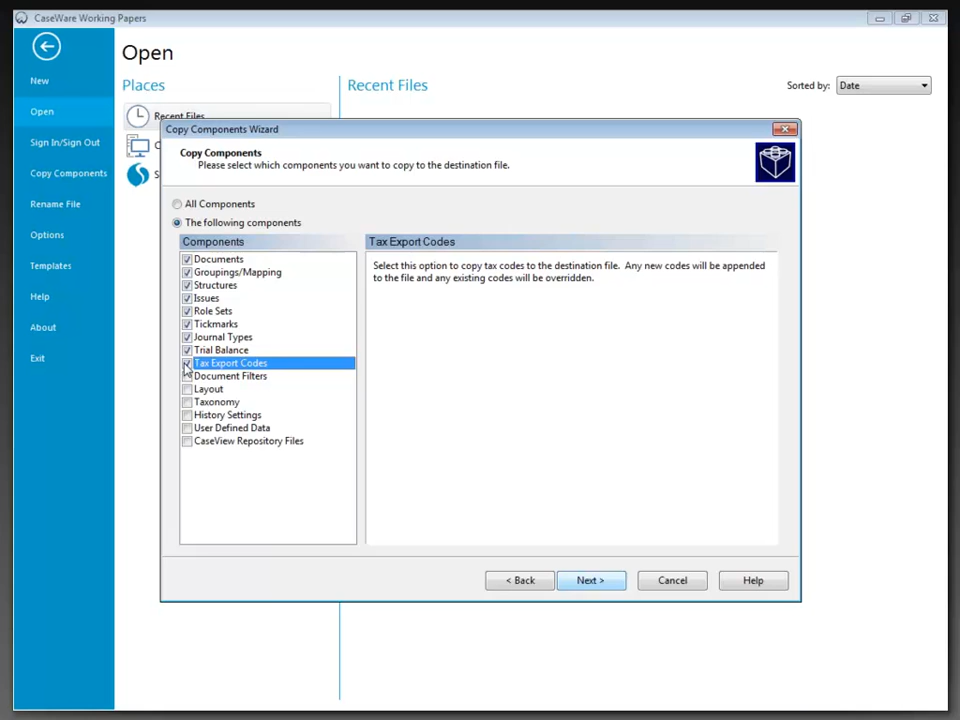 CaseWare Working Papers
Open
New
Open
Sign In/Sign Out
Copy Components
Rename File
Options
Templates
Help
About
Exit
Places
Recent Files
Recent Files
Sorted by: Date
Copy Components Wizard
Copy Components
Please select which components you want to copy to the destination file.
All Components
The following components
Components
Documents
Groupings/Mapping
Structures
Issues
Role Sets
Tickmarks
Journal Types
Trial Balance
Tax Export Codes
Document Filters
Layout
Taxonomy
History Settings
User Defined Data
CaseView Repository Files
Tax Export Codes
Select this option to copy tax codes to the destination file. Any new codes will be appended
to the file and any existing codes will be overridden.
< Back
Next >
Cancel
Help